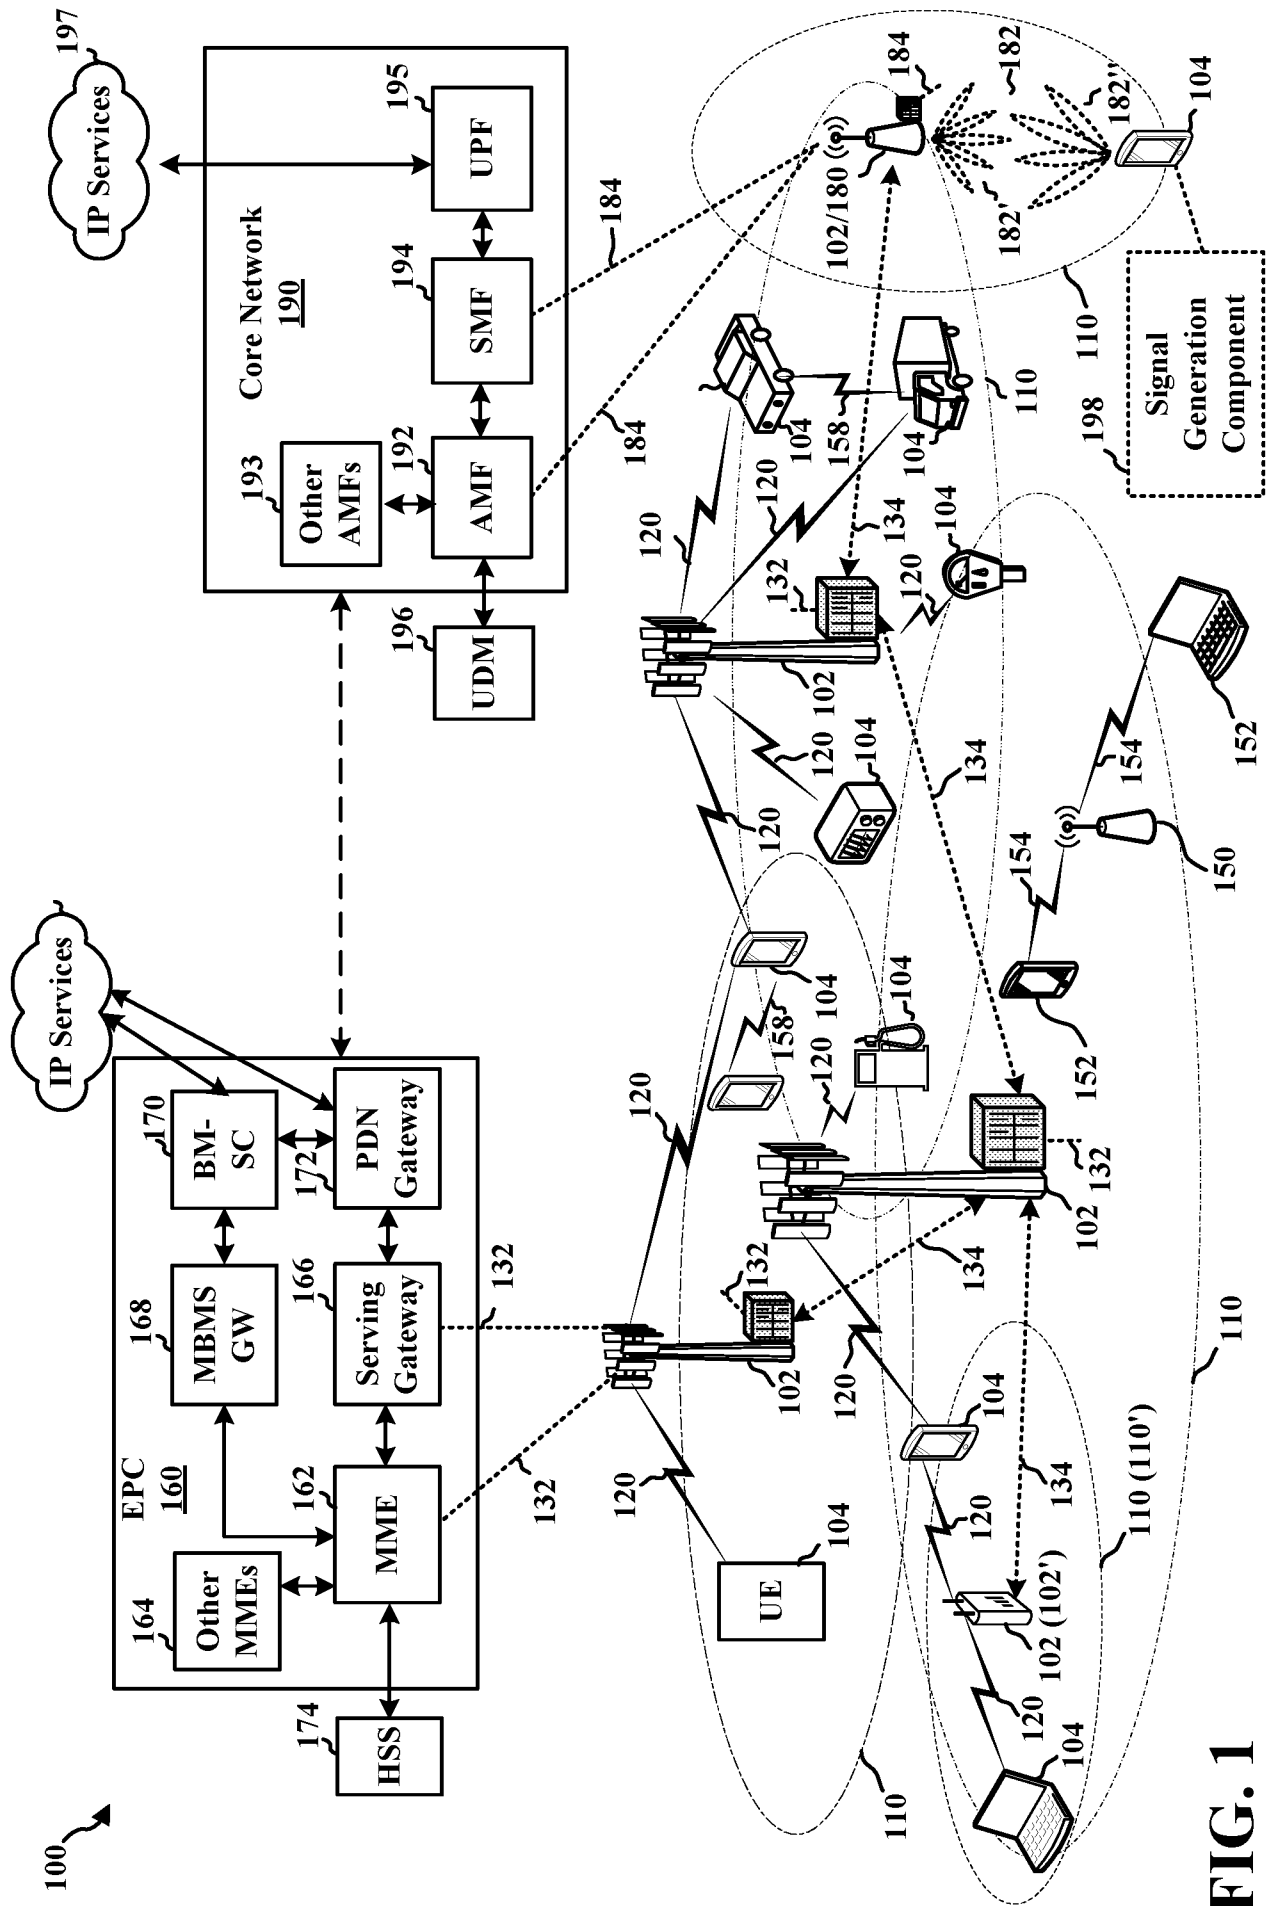 100
IP Services
EPC
160
164
Other
MMEs
168
MBMS
GW
170
BM-
SC
174
HSS
162
MME
166
Serving
Gateway
172
PDN
Gateway
132
132
197
IP Services
Core Network
190
193
Other
AMFs
196
UDM
192
AMF
194
SMF
195
UPF
184
184
120
UE
104
120
132
102
110
158
104
120
120
120
104
104
120
134
120
104
102
132
120
104
102 (102')
120
104
120
134
110 (110')
110
102
132
134
152
154
150
154
152
120
120
132
102
134
120
104
104
158
104
110
102/180
184
182'
182
182''
104
110
198
Signal
Generation
Component
FIG. 1